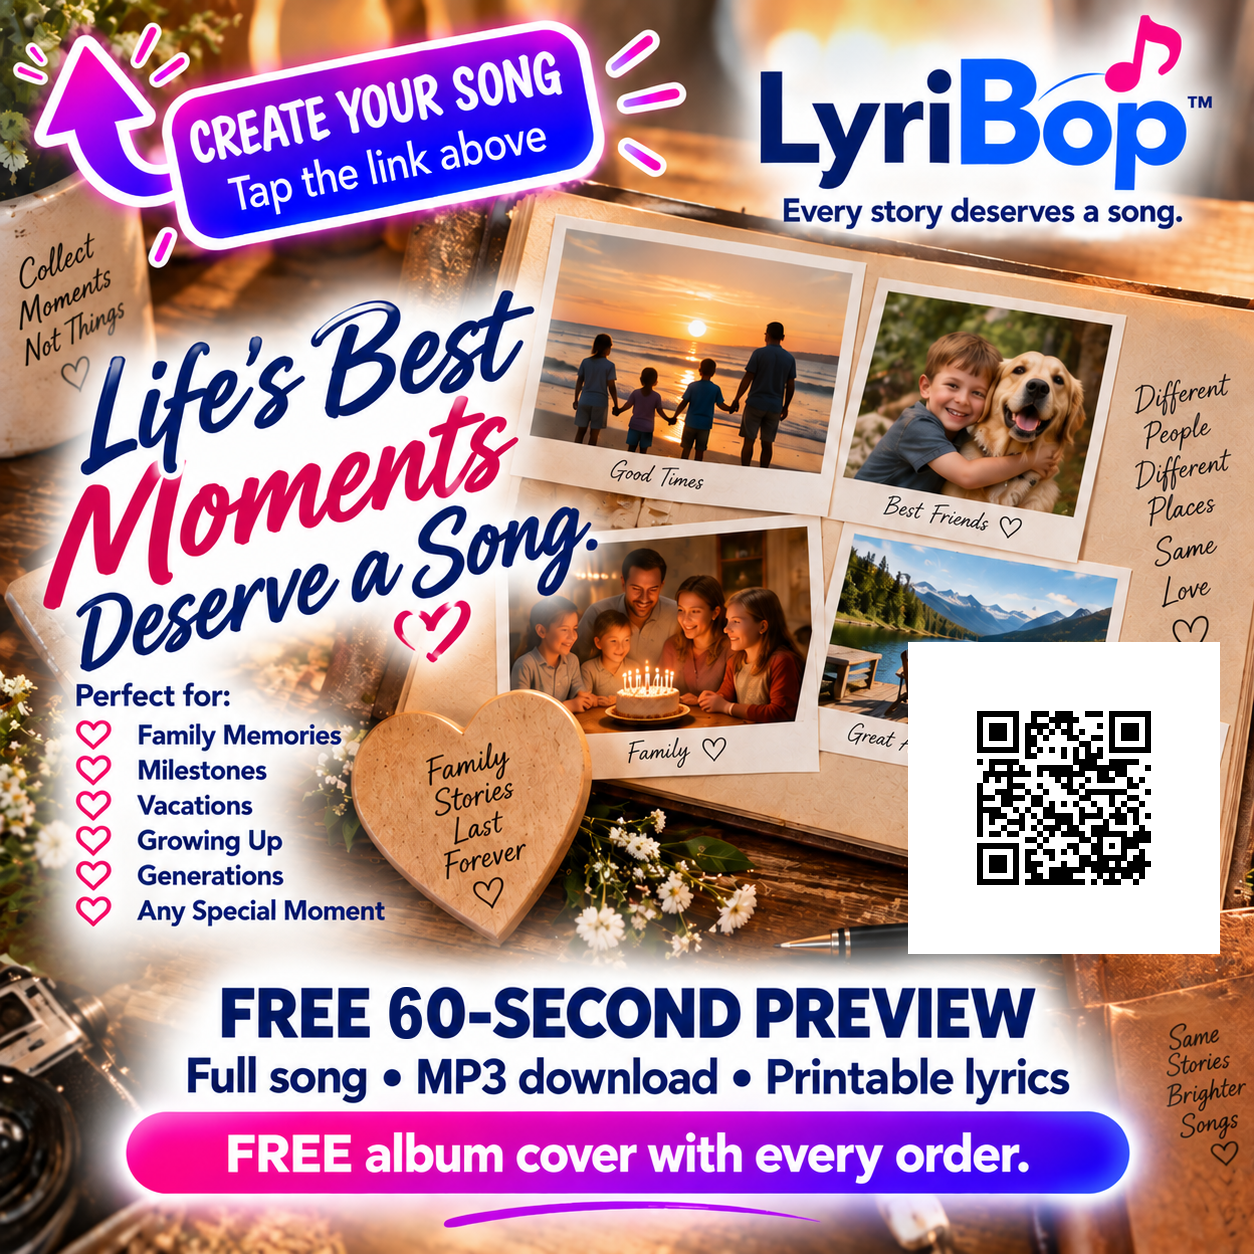 CREATE YOUR SONG
Tap the link above
LyriBop™
Every story deserves a song.
Collect
Moments
Not Things
Life's Best
Moments
Deserve a Song.
Good Times
Best Friends
Different
People
Different
Places
Same
Love
Perfect for:
Family Memories
Milestones
Vacations
Growing Up
Generations
Any Special Moment
Family
Great
Family
Stories
Last
Forever
FREE 60-SECOND PREVIEW
Full song • MP3 download • Printable lyrics
FREE album cover with every order.
Same
Stories
Brighter
Songs